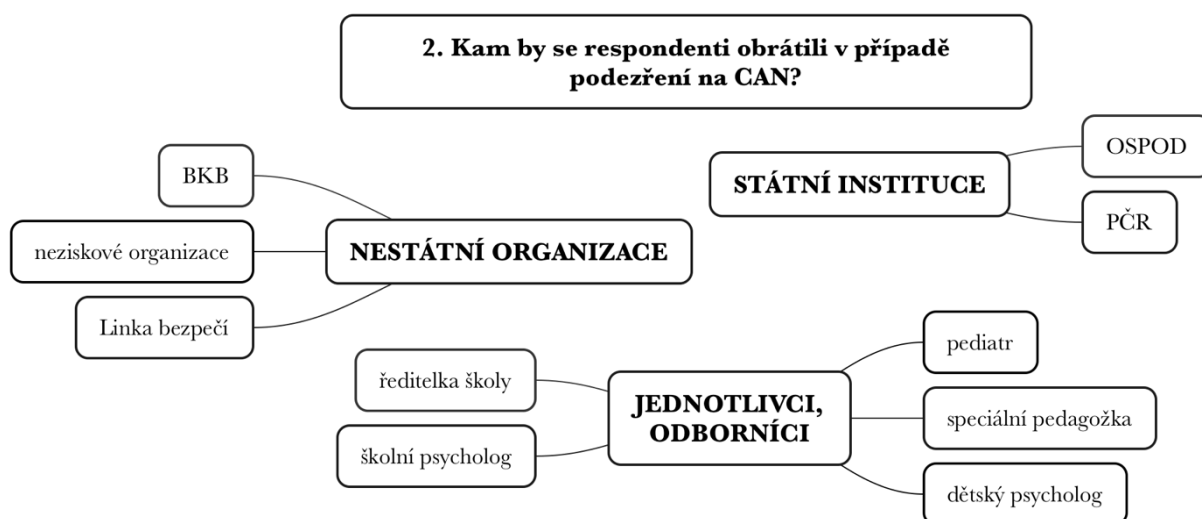 2. Kam by se respondenti obrátili v případě
podezření na CAN?
BKB
neziskové organizace
Linka bezpečí
NESTÁTNÍ ORGANIZACE
STÁTNÍ INSTITUCE
OSPOD
PČR
ředitelka školy
školní psycholog
JEDNOTLIVCI,
ODBORNÍCI
pediatr
speciální pedagožka
dětský psycholog